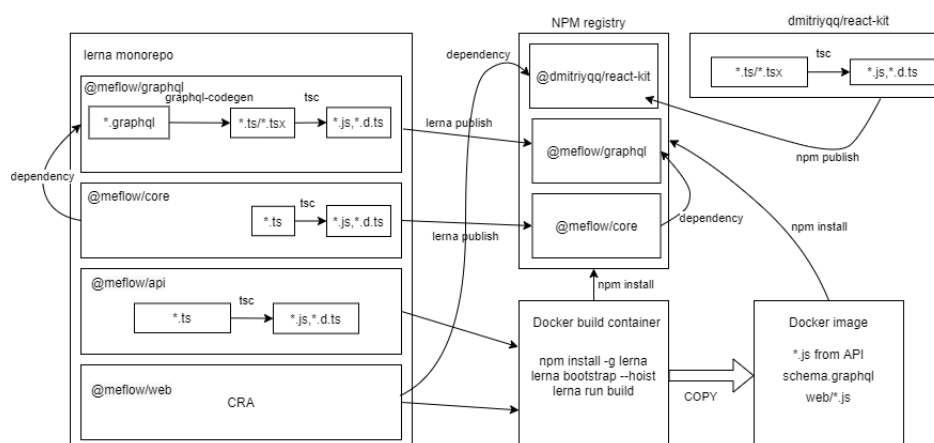 NPM registry
dmitriyqq/react-kit
lerna monorepo
@meflow/graphql
graphql-codegen
tsc
*.graphql
*.ts/*.tsx
*.js,*.d.ts
dependency
@meflow/core
tsc
*.ts
*.js,*.d.ts
@meflow/api
tsc
*.ts
*.js,*.d.ts
@meflow/web
CRA
dependency
lerna publish
lerna publish
@dmitriyqq/react-kit
@meflow/graphql
@meflow/core
dependency
tsc
*.ts/*.tsx
*.js,*.d.ts
npm publish
npm install
npm install
Docker build container
npm install -g lerna
lerna bootstrap --hoist
lerna run build
COPY
Docker image
*.js from API
schema.graphql
web/*.js